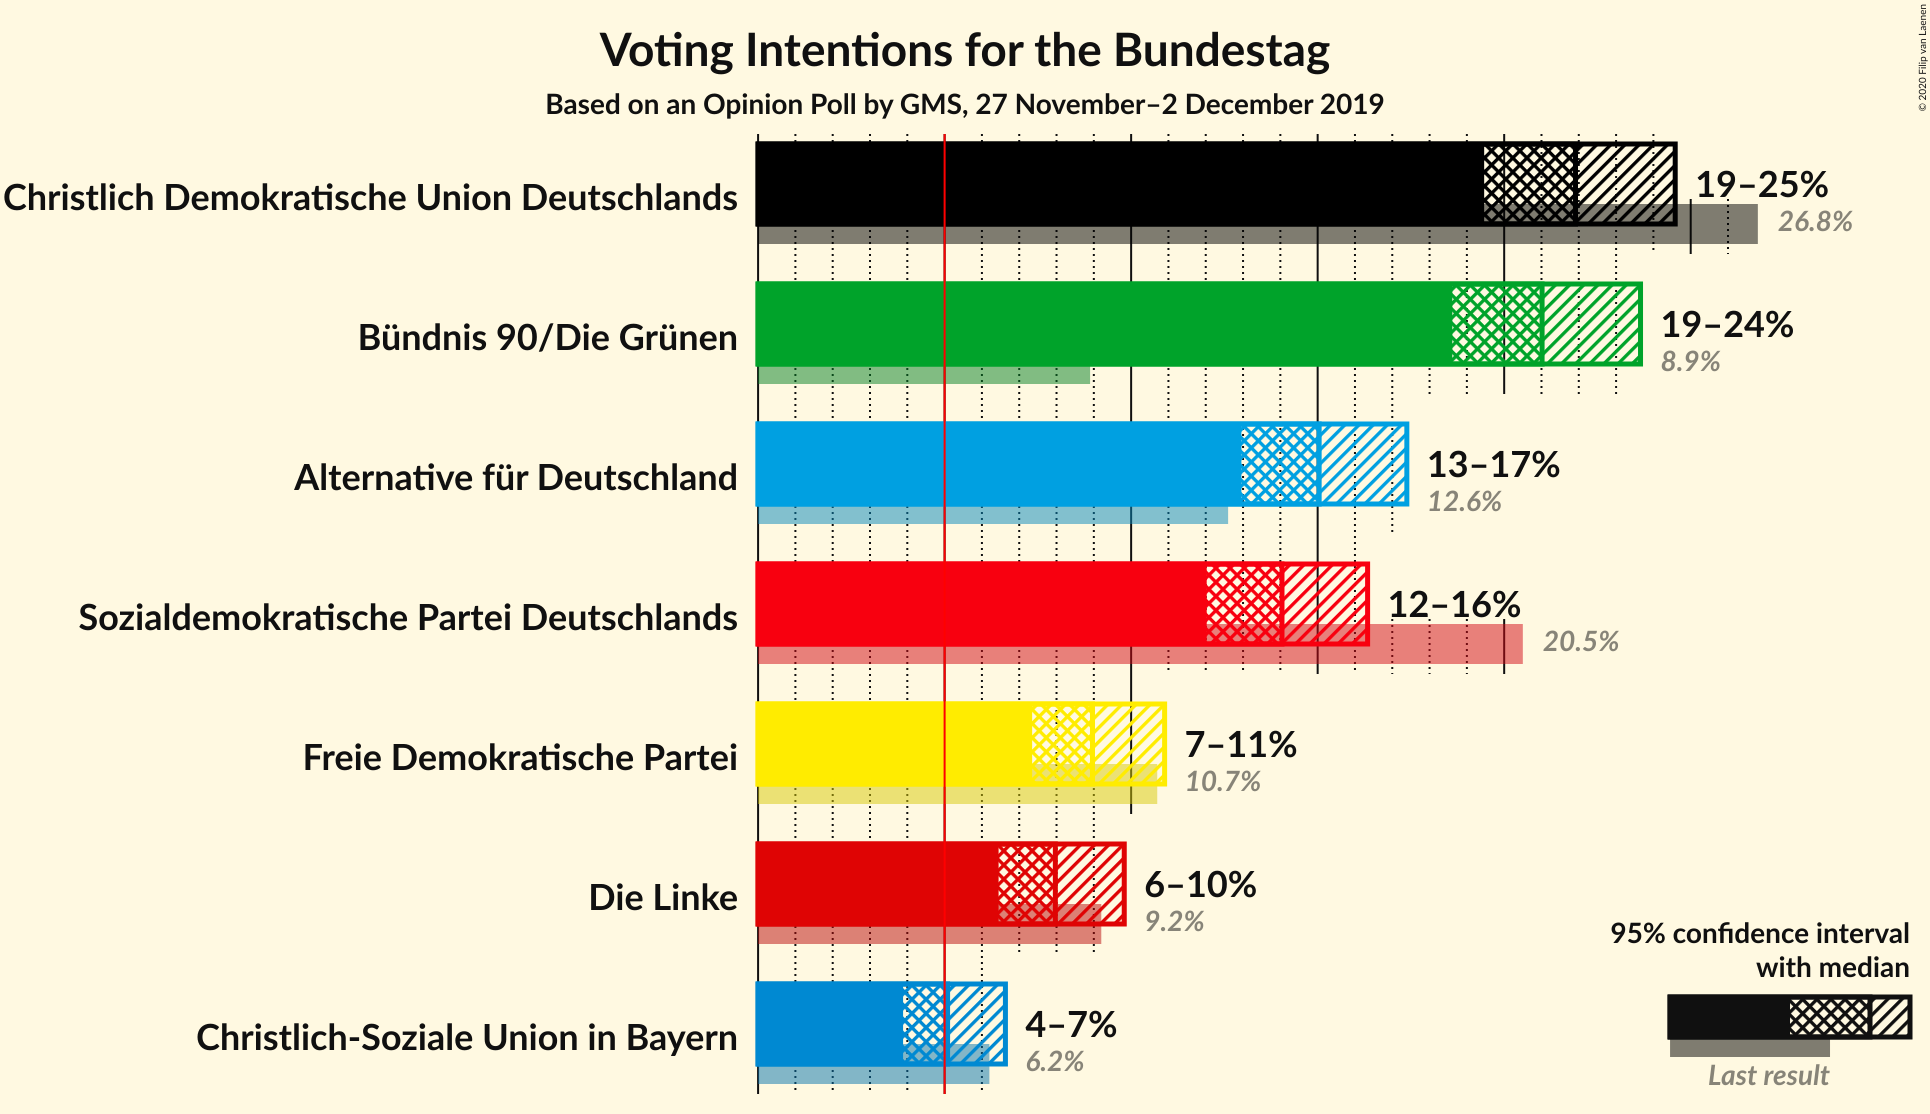 Voting Intentions for the Bundestag
Based on an Opinion Poll by GMS, 27 November–2 December 2019
© 2020 Filip van Laenen
Christlich Demokratische Union Deutschlands
19–25%
26.8%
Bündnis 90/Die Grünen
19–24%
8.9%
Alternative für Deutschland
13–17%
12.6%
Sozialdemokratische Partei Deutschlands
12–16%
20.5%
Freie Demokratische Partei
7–11%
10.7%
Die Linke
6–10%
9.2%
Christlich-Soziale Union in Bayern
4–7%
6.2%
95% confidence interval
with median
Last result